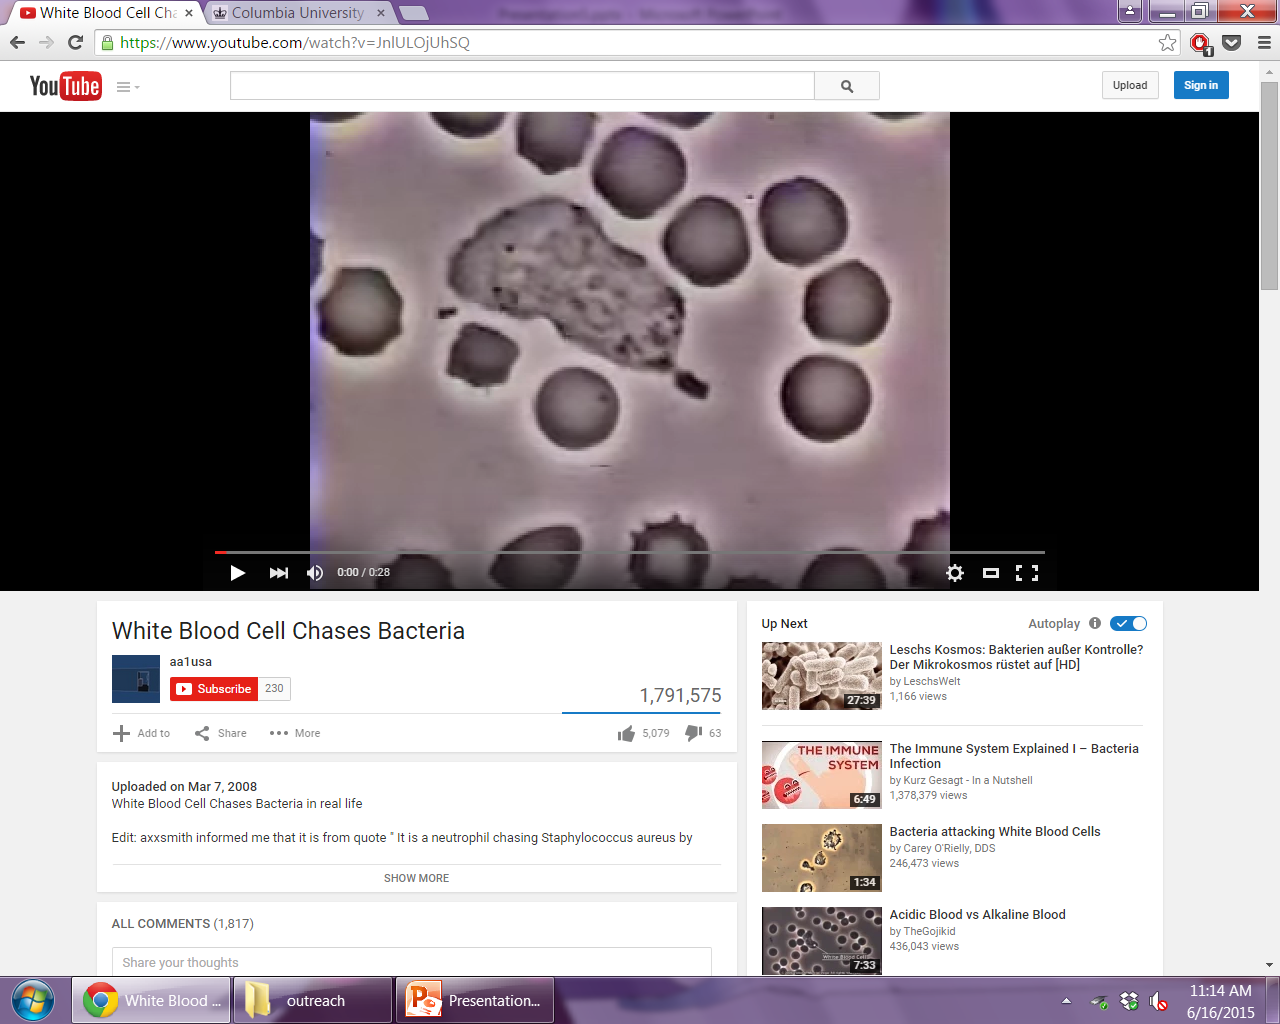 White Blood Cell Cha
Columbia University
https://www.youtube.com/watch?v=JnlULOjUhSQ
1
YouTube
Upload
Sign in
0:00 / 0:28
White Blood Cell Chases Bacteria
aa1usa
Subscribe 230
1,791,575
Add to Share More 5,079 63
Uploaded on Mar 7, 2008
White Blood Cell Chases Bacteria in real life
Edit: axxsmith informed me that it is from quote " It is a neutrophil chasing Staphylococcus aureus by
SHOW MORE
ALL COMMENTS (1,817)
Share your thoughts
Up Next
Autoplay
Leschs Kosmos: Bakterien außer Kontrolle?
Der Mikrokosmos rüstet auf [HD]
by LeschsWelt
1,166 views
27:39
THE IMMUNE
SYSTEM
6:49
The Immune System Explained I – Bacteria
Infection
by Kurz Gesagt - In a Nutshell
1,378,379 views
Bacteria attacking White Blood Cells
by Carey O'Rielly, DDS
246,473 views
1:34
Acidic Blood vs Alkaline Blood
by TheGojikid
436,043 views
White Blood Cell
7:33
White Blood ...
outreach
Presentation...
11:14 AM
6/16/2015